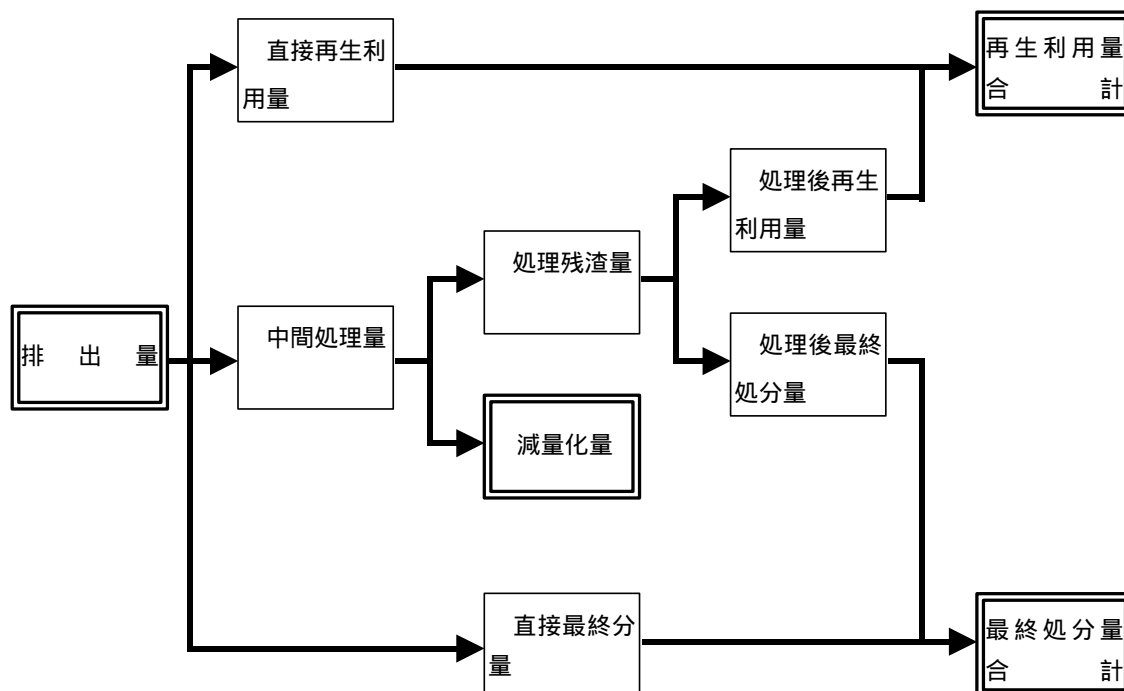 直接再生利
用量
再生利用量
合計
処理後再生
利用量
処理残渣量
排出量
中間処理量
処理後最終
処分量
減量化量
直接最終分
量
最終処分量
合計